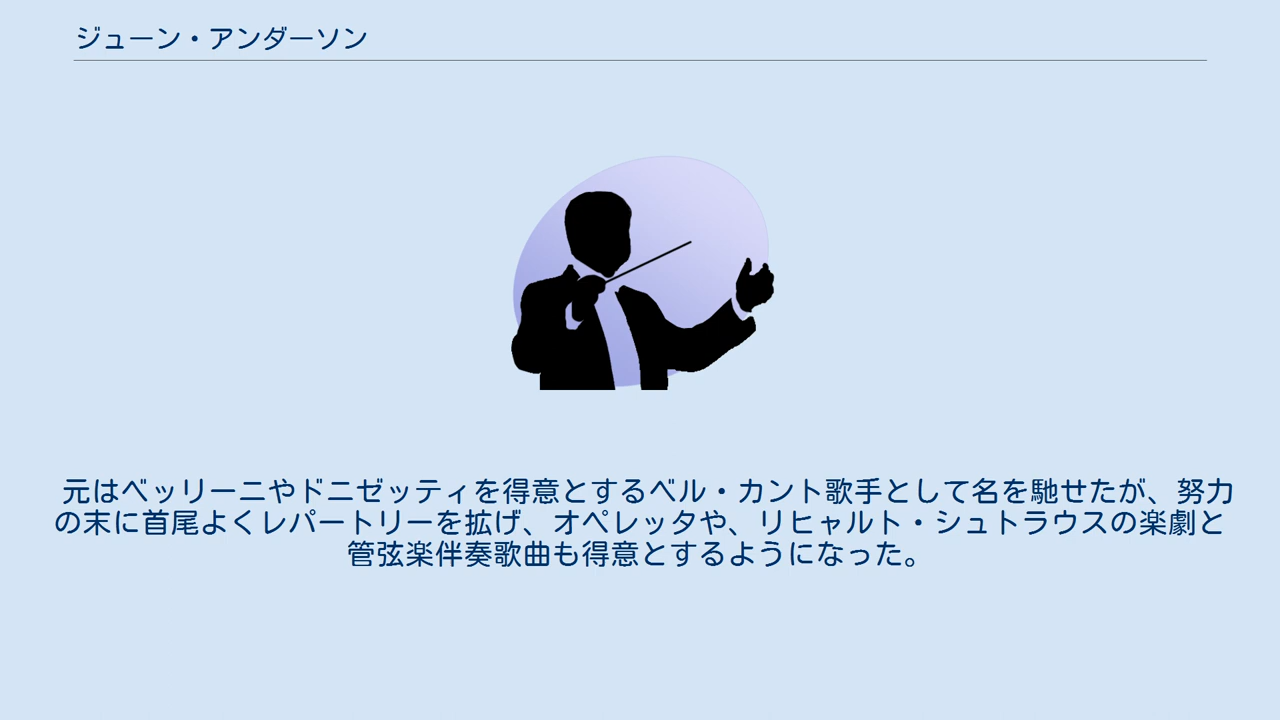 ジューン・アンダーソン
元はベッリーニやドニゼッティを得意とするベル・カント歌手として名を馳せたが、努力
の末に首尾よくレパートリーを拡げ、オペレッタや、リヒャルト・シュトラウスの楽劇と
管弦楽伴奏歌曲も得意とするようになった。